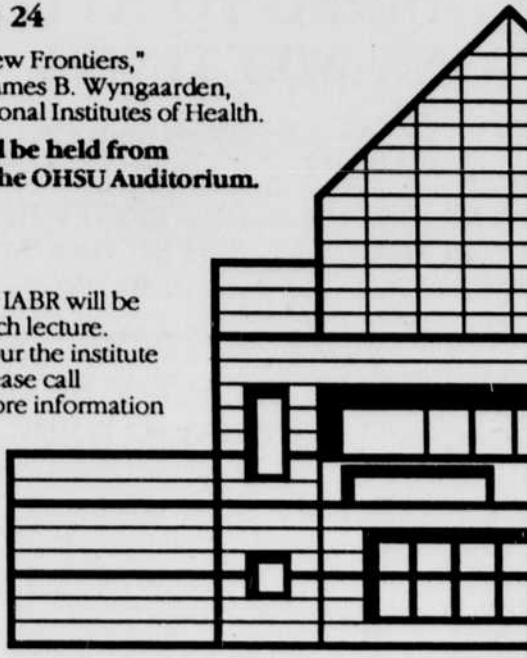 24
ew Frontiers,"
mes B. Wyngaarden,
onal Institutes of Health.
l be held from
he OHSU Auditorium.
IABR will be
ch lecture.
ur the institute
ase call
ore information